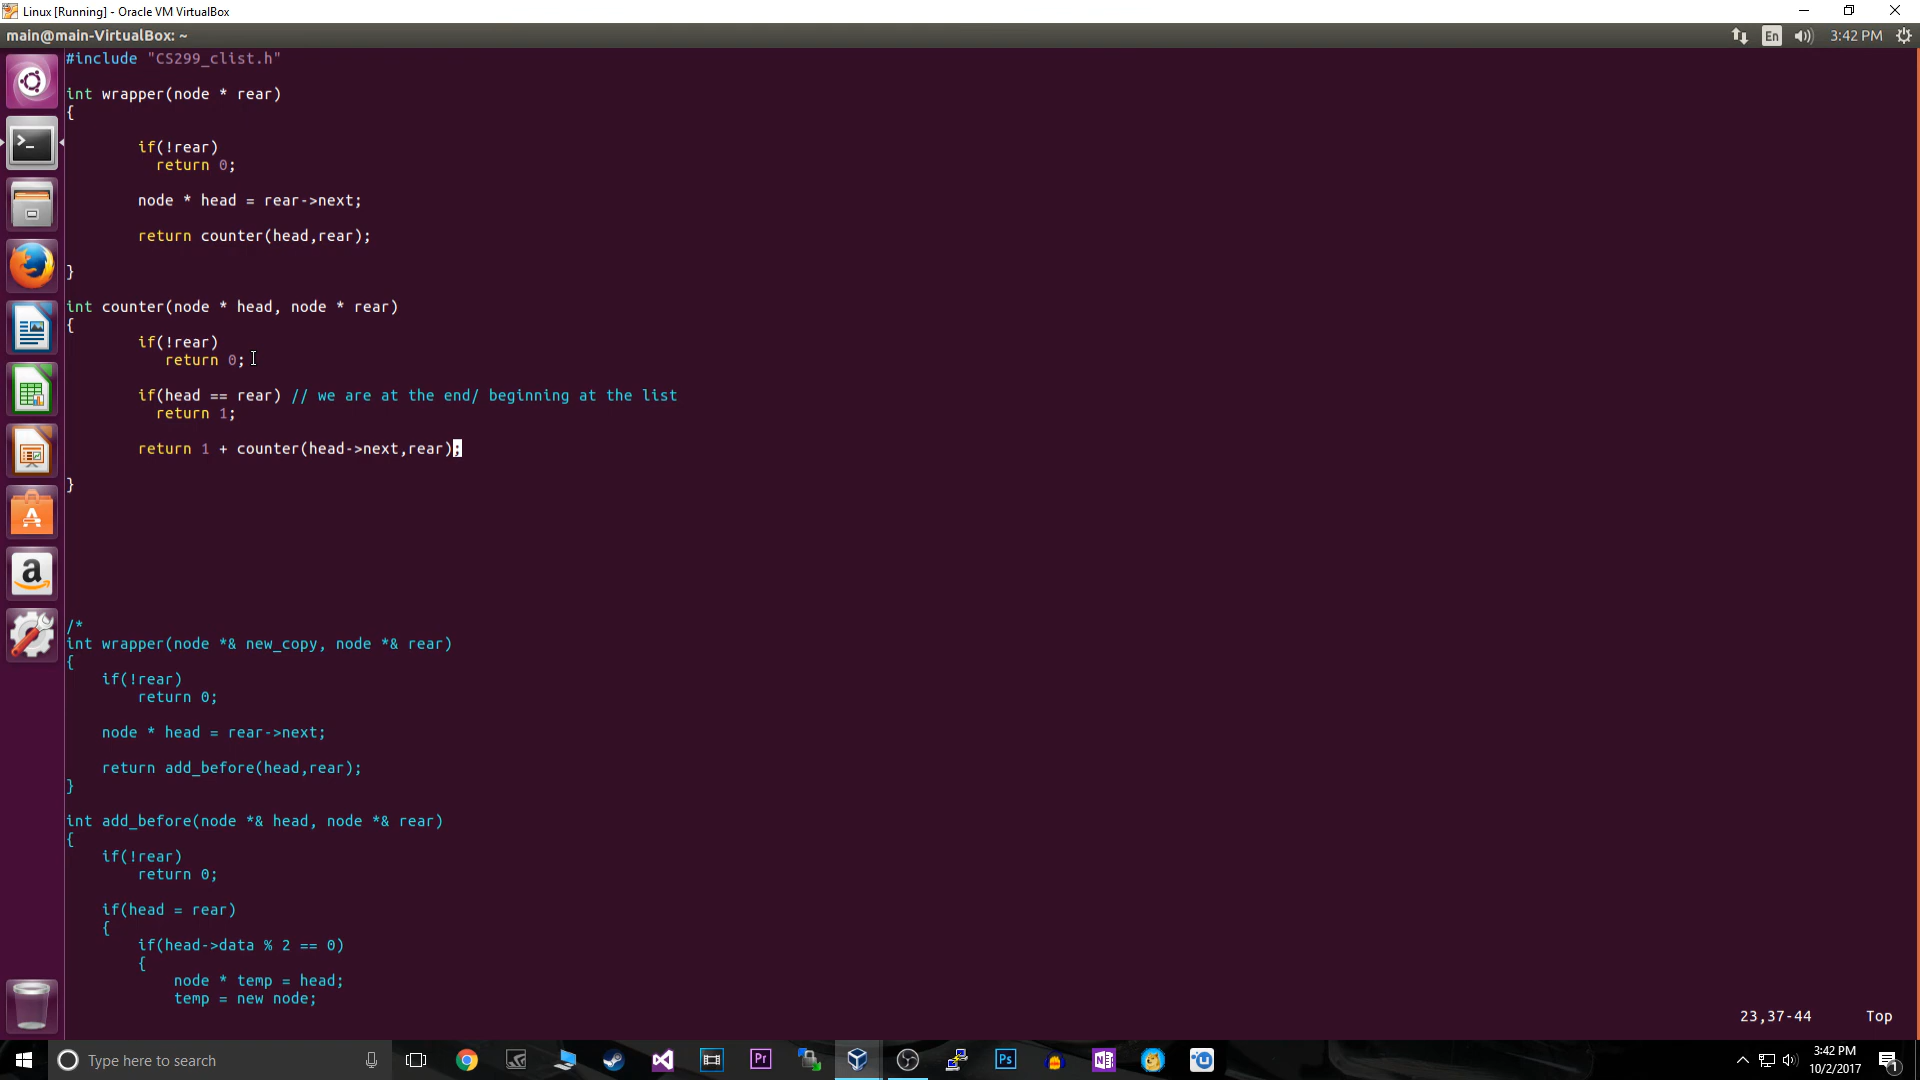 Linux [Running] - Oracle VM VirtualBox
main@main-VirtualBox: ~
En
3:42 PM
#include "CS299_clist.h"
int wrapper(node * rear)
{
if(!rear)
return 0;
node * head = rear->next;
return counter(head,rear);
}
int counter(node * head, node * rear)
{
if(!rear)
return 0;
if(head == rear) // we are at the end/ beginning at the list
return 1;
return 1 + counter(head->next,rear);
}
/*
int wrapper(node *& new_copy, node *& rear)
{
if(!rear)
return 0;
node * head = rear->next;
return add_before(head,rear);
}
int add_before(node *& head, node *& rear)
{
if(!rear)
return 0;
if(head = rear)
{
if(head->data % 2 == 0)
{
node * temp = head;
temp = new node;
23,37-44
Top
Type here to search
3:42 PM
10/2/2017